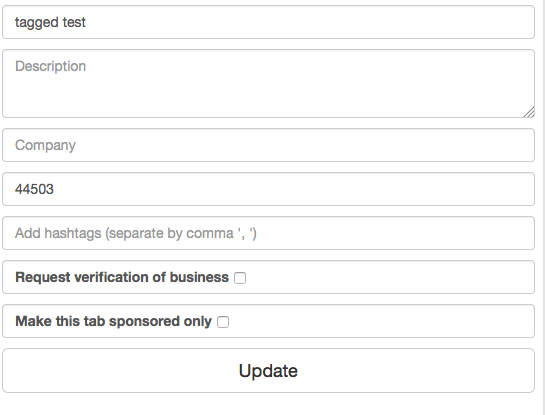 tagged test
Description
Company
44503
Add hashtags (separate by comma ', ')
Request verification of business
Make this tab sponsored only
Update